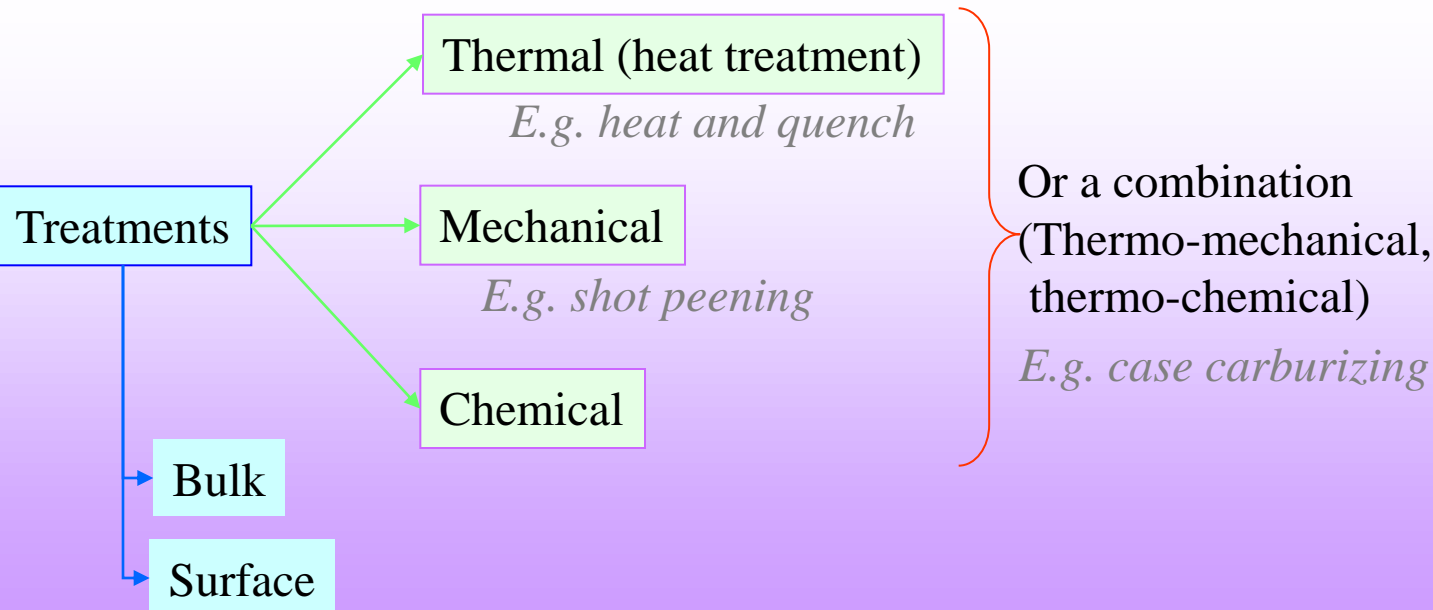 Thermal (heat treatment)
E.g. heat and quench
Treatments
Mechanical
E.g. shot peening
Or a combination
(Thermo-mechanical,
thermo-chemical)
E.g. case carburizing
Chemical
Bulk
Surface